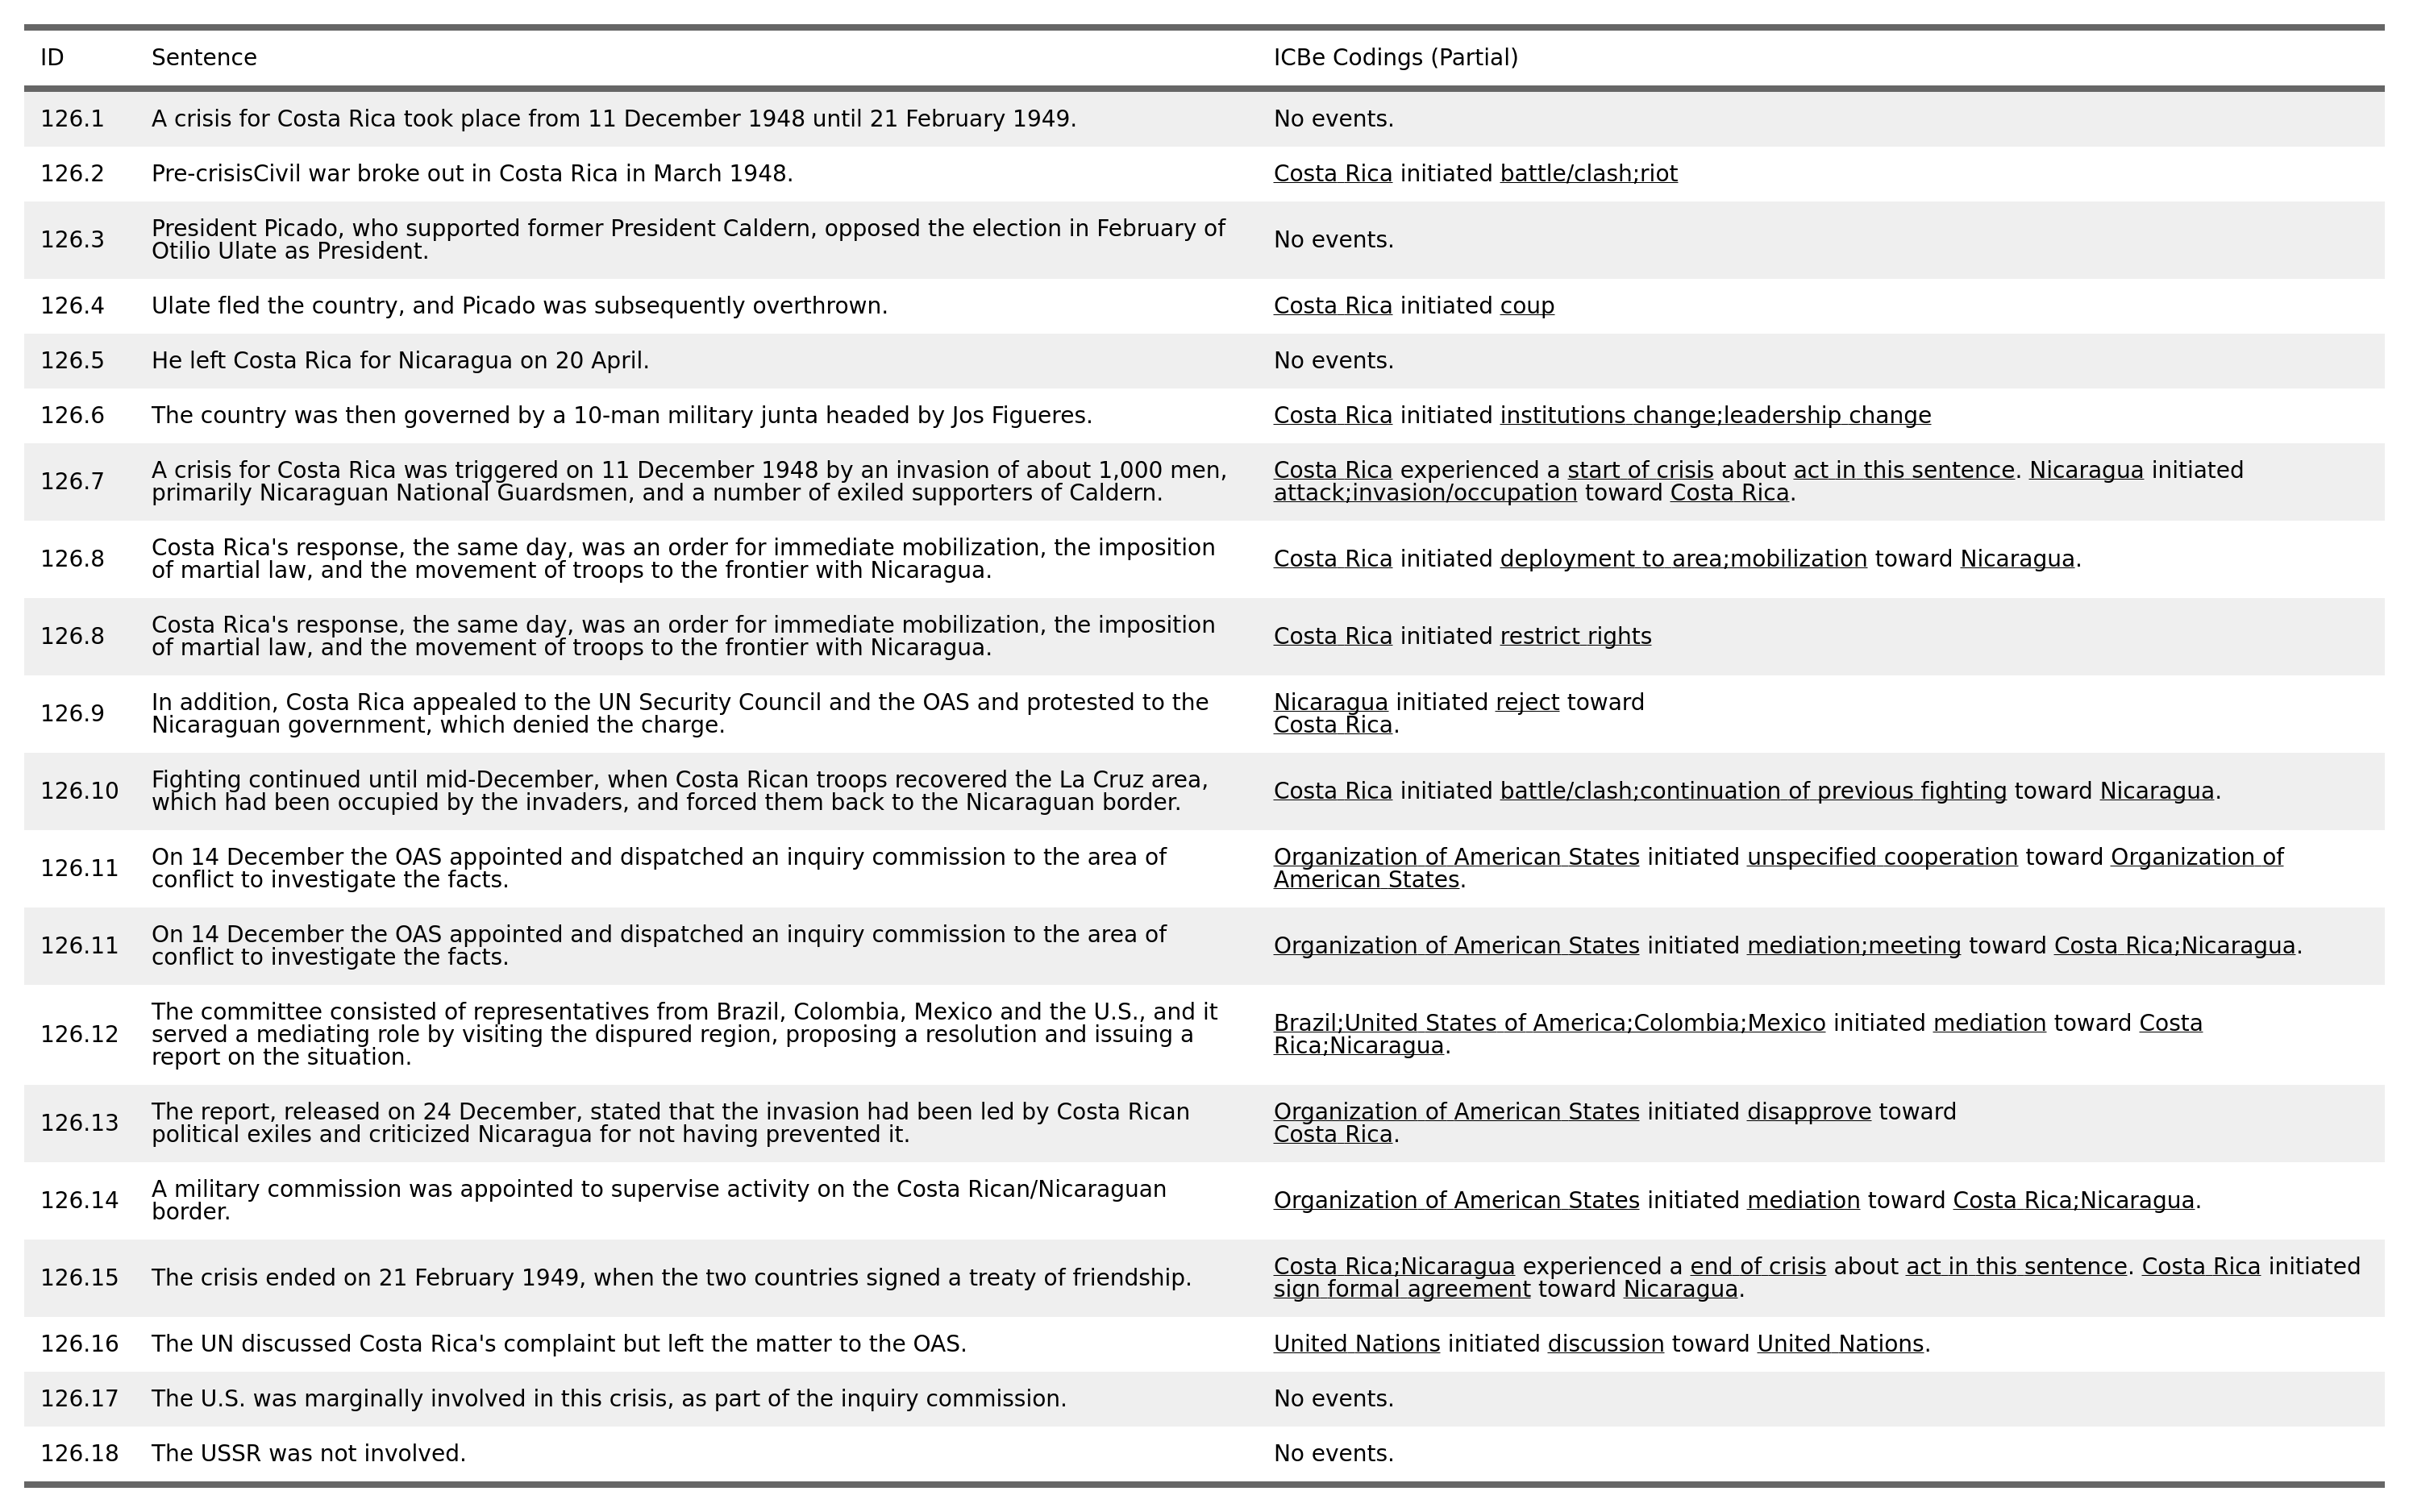 ID Sentence ICBe Codings (Partial)
126.1 A crisis for Costa Rica took place from 11 December 1948 until 21 February 1949. No events.
126.2 Pre-crisisCivil war broke out in Costa Rica in March 1948. Costa Rica initiated battle/clash;riot
126.3 President Picado, who supported former President Caldern, opposed the election in February of
Otilio Ulate as President. No events.
126.4 Ulate fled the country, and Picado was subsequently overthrown. Costa Rica initiated coup
126.5 He left Costa Rica for Nicaragua on 20 April. No events.
126.6 The country was then governed by a 10-man military junta headed by Jos Figueres. Costa Rica initiated institutions change;leadership change
126.7 A crisis for Costa Rica was triggered on 11 December 1948 by an invasion of about 1,000 men,
primarily Nicaraguan National Guardsmen, and a number of exiled supporters of Caldern.
Costa Rica experienced a start of crisis about act in this sentence. Nicaragua initiated
attack;invasion/occupation toward Costa Rica.
126.8 Costa Rica's response, the same day, was an order for immediate mobilization, the imposition
of martial law, and the movement of troops to the frontier with Nicaragua.
Costa Rica initiated deployment to area;mobilization toward Nicaragua.
126.8 Costa Rica's response, the same day, was an order for immediate mobilization, the imposition
of martial law, and the movement of troops to the frontier with Nicaragua.
Costa Rica initiated restrict rights
126.9 In addition, Costa Rica appealed to the UN Security Council and the OAS and protested to the
Nicaraguan government, which denied the charge.
Nicaragua initiated reject toward
Costa Rica.
126.10 Fighting continued until mid-December, when Costa Rican troops recovered the La Cruz area,
which had been occupied by the invaders, and forced them back to the Nicaraguan border.
Costa Rica initiated battle/clash;continuation of previous fighting toward Nicaragua.
126.11 On 14 December the OAS appointed and dispatched an inquiry commission to the area of
conflict to investigate the facts.
Organization of American States initiated unspecified cooperation toward Organization of
American States.
126.11 On 14 December the OAS appointed and dispatched an inquiry commission to the area of
conflict to investigate the facts.
Organization of American States initiated mediation;meeting toward Costa Rica;Nicaragua.
126.12 The committee consisted of representatives from Brazil, Colombia, Mexico and the U.S., and it
served a mediating role by visiting the dispured region, proposing a resolution and issuing a
report on the situation.
Brazil;United States of America;Colombia;Mexico initiated mediation toward Costa
Rica;Nicaragua.
126.13 The report, released on 24 December, stated that the invasion had been led by Costa Rican
political exiles and criticized Nicaragua for not having prevented it.
Organization of American States initiated disapprove toward
Costa Rica.
126.14 A military commission was appointed to supervise activity on the Costa Rican/Nicaraguan
border.
Organization of American States initiated mediation toward Costa Rica;Nicaragua.
126.15 The crisis ended on 21 February 1949, when the two countries signed a treaty of friendship.
Costa Rica;Nicaragua experienced a end of crisis about act in this sentence. Costa Rica initiated
sign formal agreement toward Nicaragua.
126.16 The UN discussed Costa Rica's complaint but left the matter to the OAS. United Nations initiated discussion toward United Nations.
126.17 The U.S. was marginally involved in this crisis, as part of the inquiry commission. No events.
126.18 The USSR was not involved. No events.